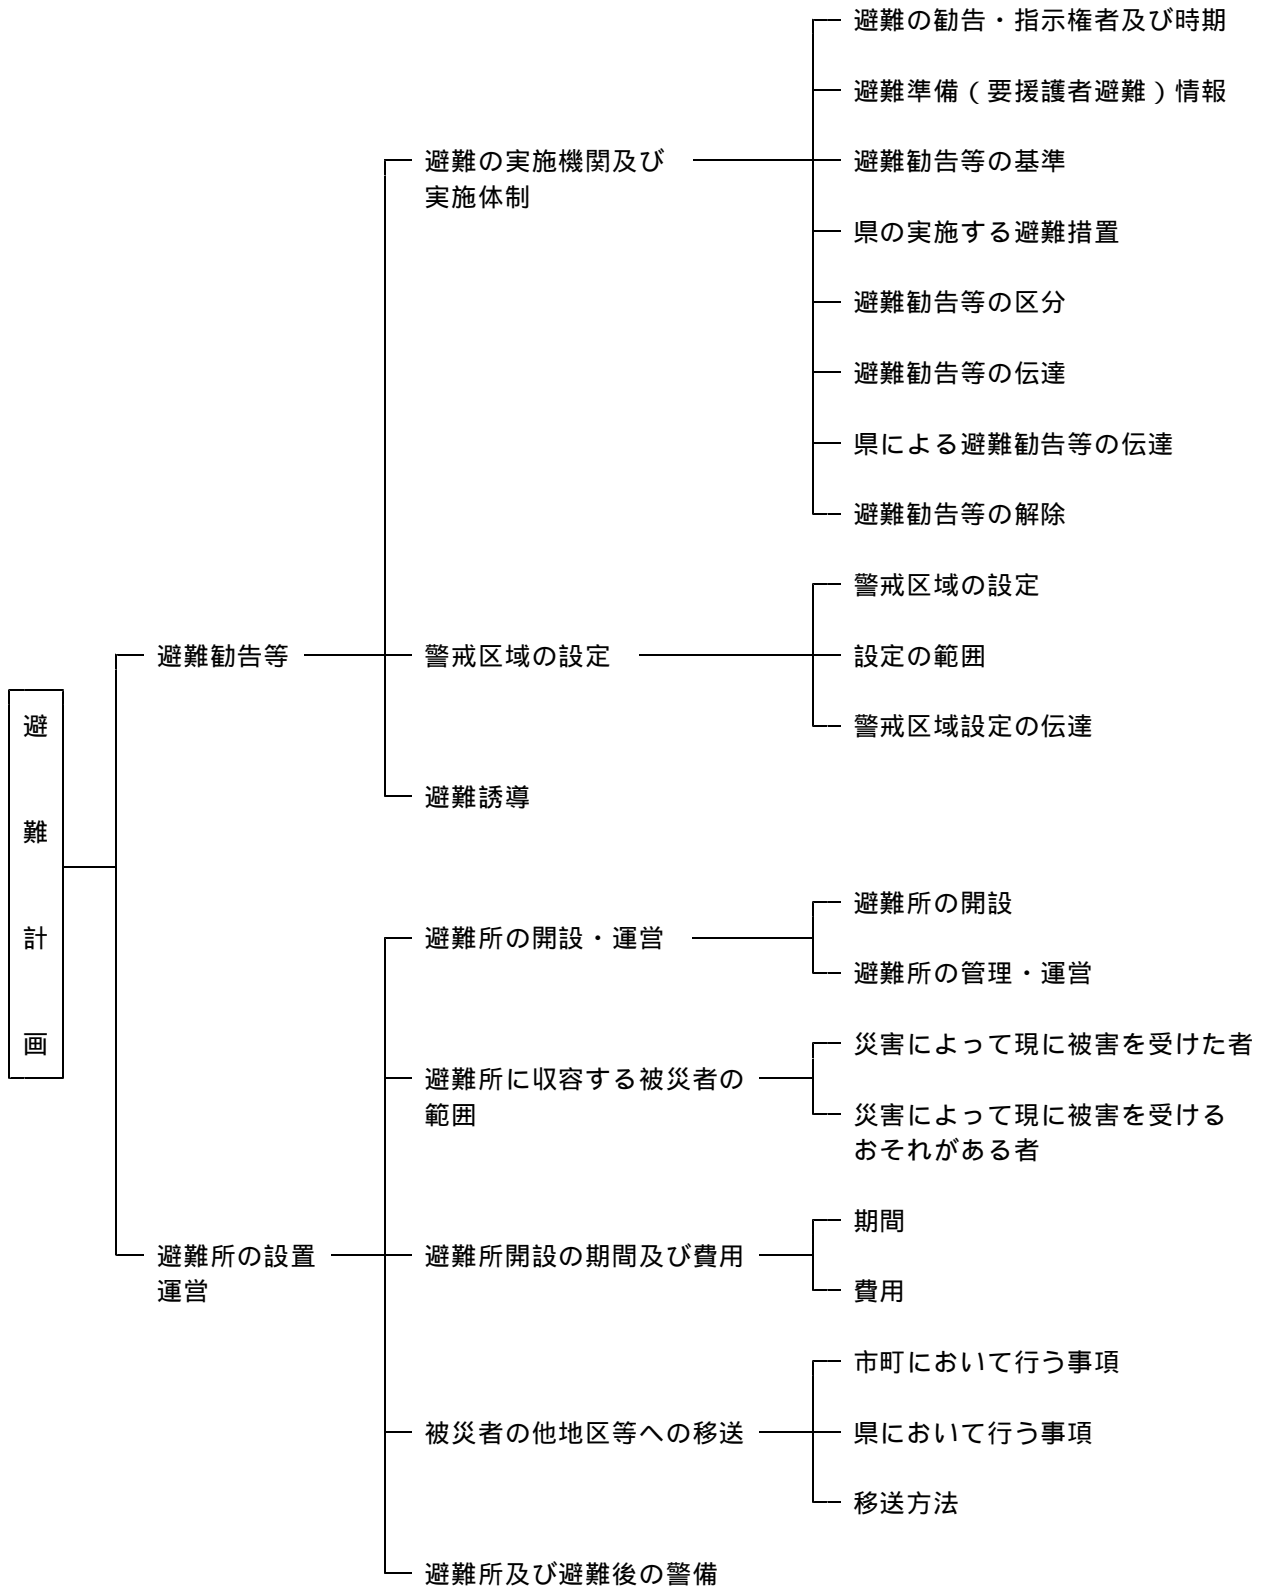 避難計画
避難勧告等
避難の実施機関及び
実施体制
避難の勧告・指示権者及び時期
避難準備(要援護者避難)情報
避難勧告等の基準
県の実施する避難措置
避難勧告等の区分
避難勧告等の伝達
県による避難勧告等の伝達
避難勧告等の解除
警戒区域の設定
警戒区域の設定
設定の範囲
警戒区域設定の伝達
避難誘導
避難所の設置
運営
避難所の開設・運営
避難所の開設
避難所の管理・運営
避難所に収容する被災者の
範囲
災害によって現に被害を受けた者
災害によって現に被害を受ける
おそれがある者
避難所開設の期間及び費用
期間
費用
被災者の他地区等への移送
市町において行う事項
県において行う事項
移送方法
避難所及び避難後の警備